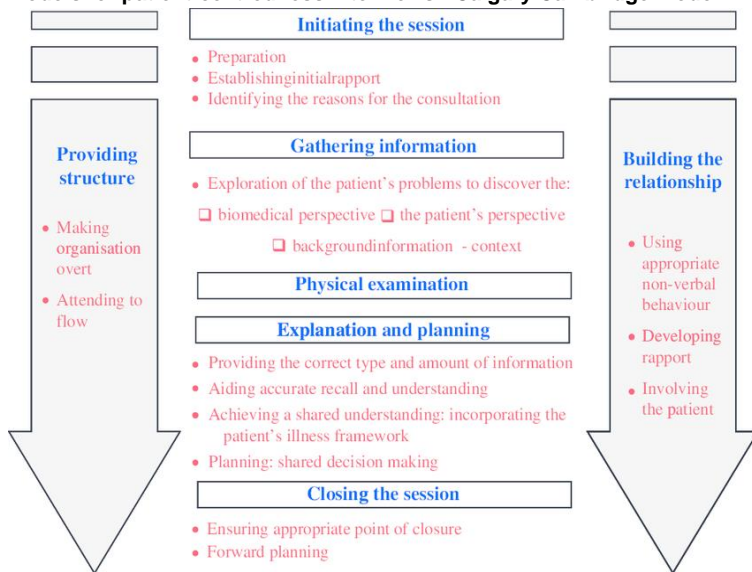 Initiating the session
• Preparation
• Establishinginitialrapport
• Identifying the reasons for the consultation
Providing
structure
• Making
organisation
overt
• Attending to
flow
Gathering information
• Exploration of the patient's problems to discover the:
❑ biomedical perspective ❑ the patient's perspective
❑ backgroundinformation - context
Physical examination
Explanation and planning
• Providing the correct type and amount of information
• Aiding accurate recall and understanding
• Achieving a shared understanding: incorporating the
patient's illness framework
• Planning: shared decision making
Closing the session
• Ensuring appropriate point of closure
• Forward planning
Building the
relationship
• Using
appropriate
non-verbal
behaviour
• Developing
rapport
• Involving
the patient